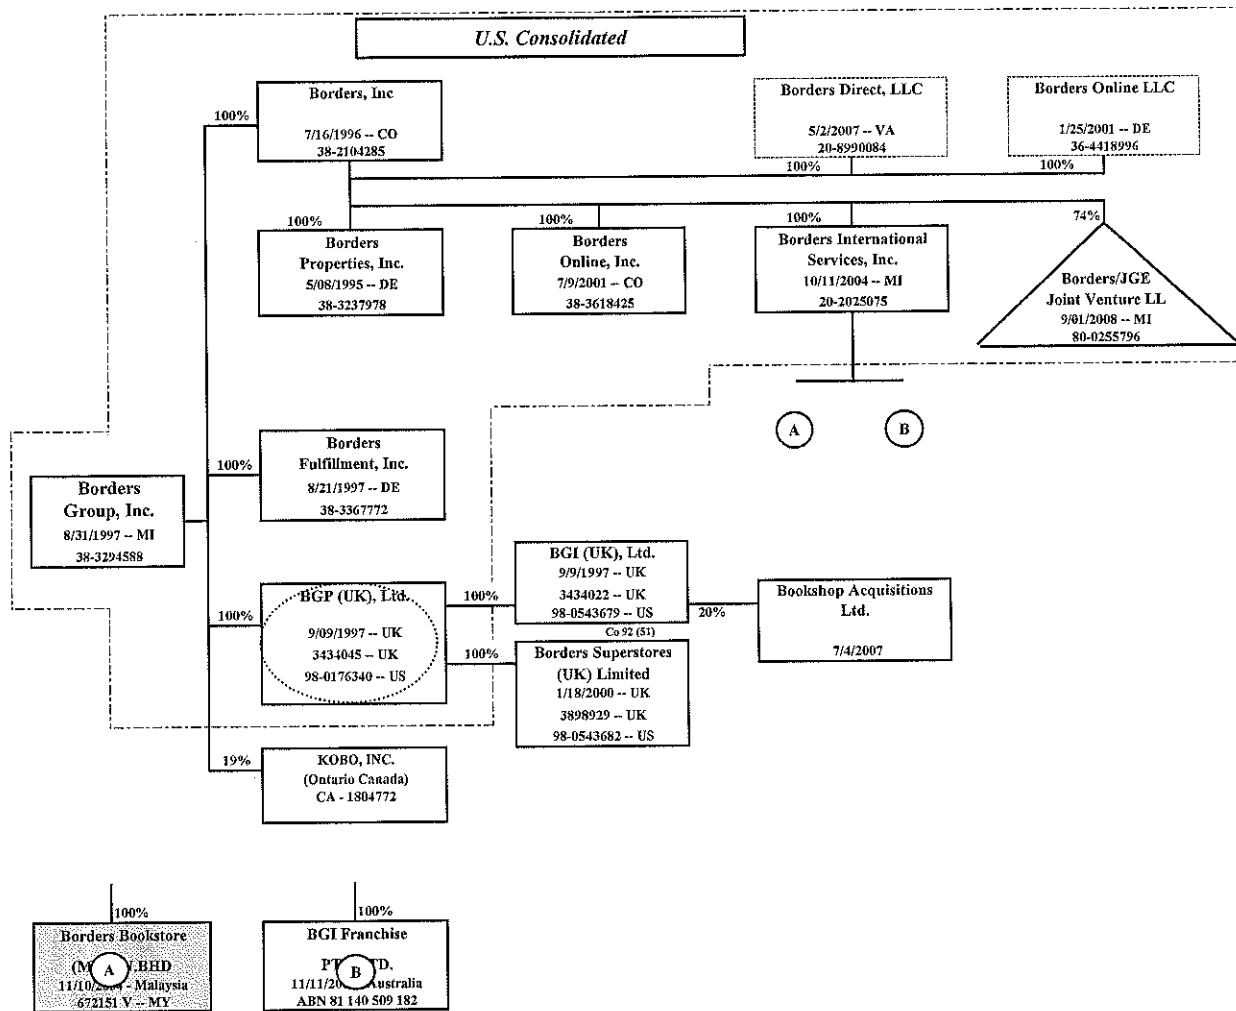 U.S. Consolidated
Borders, Inc
7/16/1996 -- CO
38-2104285
100%
Borders Direct, LLC
5/2/2007 -- VA
20-8990084
100%
Borders Online LLC
1/25/2001 -- DE
36-4418996
100%
100%
Borders
Properties, Inc.
5/08/1995 -- DE
38-3237978
100%
Borders
Online, Inc.
7/9/2001 -- CO
38-3618425
100%
Borders International
Services, Inc.
10/11/2004 -- MI
20-2025075
74%
Borders/JGE
Joint Venture LL
9/01/2008 -- MI
80-0255796
A
B
100%
Borders
Fulfillment, Inc.
8/21/1997 -- DE
38-3367772
Borders
Group, Inc.
8/31/1997 -- MI
38-3294588
100%
BGP (UK), Ltd.
9/09/1997 -- UK
3434045 -- UK
98-0176340 -- US
100%
BGI (UK), Ltd.
9/9/1997 -- UK
3434022 -- UK
98-0543679 -- US
Co 92 (51)
20%
Bookshop Acquisitions
Ltd.
7/4/2007
100%
Borders Superstores
(UK) Limited
1/18/2000 -- UK
3898929 -- UK
98-0543682 -- US
19%
KOBO, INC.
(Ontario Canada)
CA - 1804772
100%
Borders Bookstore
A
- Malaysia
672151 V -- MY
100%
BGI Franchise
B
ABN 81 140 509 182